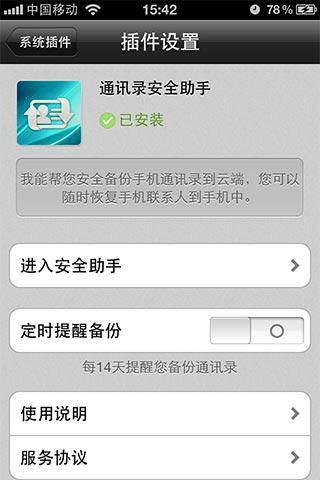 中国移动 15:42 78%
系统插件 插件设置
通讯录安全助手
已安装
我能帮您安全备份手机通讯录到云端，您可以
随时恢复手机联系人到手机中。
进入安全助手
定时提醒备份
每14天提醒您备份通讯录
使用说明
服务协议